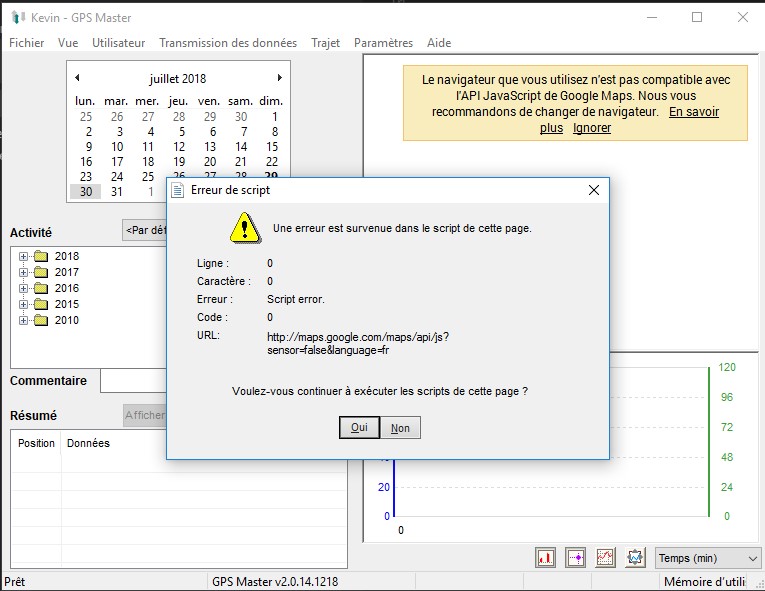 Kevin - GPS Master
Fichier Vue Utilisateur Transmission des données Trajet Paramètres Aide
juillet 2018
lun. mar. mer. jeu. ven. sam. dim.
25 26 27 28 29 30 1
2 3 4 5 6 7 8
9 10 11 12 13 14 15
16 17 18 19 20 21 22
23 24 25 26 27 28 29
30 31 1
Le navigateur que vous utilisez n'est pas compatible avec
l'API JavaScript de Google Maps. Nous vous
recommandons de changer de navigateur. En savoir
plus Ignorer
Activité
<Par dé
2018
2017
2016
2015
2010
Commentaire
Résumé
Afficher
Position Données
Erreur de script
Une erreur est survenue dans le script de cette page.
Ligne : 0
Caractère : 0
Erreur : Script error.
Code : 0
URL: http://maps.google.com/maps/api/js?
sensor=false&language=fr
Voulez-vous continuer à exécuter les scripts de cette page ?
Oui Non
120
96
72
48
20 24
0 0
0
Temps (min)
Prêt
GPS Master v2.0.14.1218
Mémoire d'utili